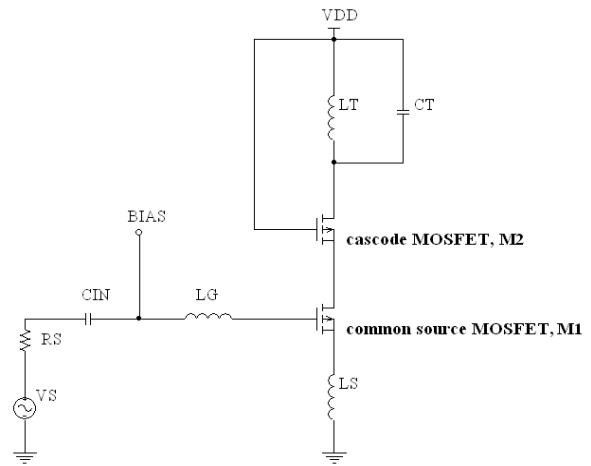 VDD
LT
CT
BIAS
cascode MOSFET, M2
CIN
LG
common source MOSFET, M1
RS
LS
VS